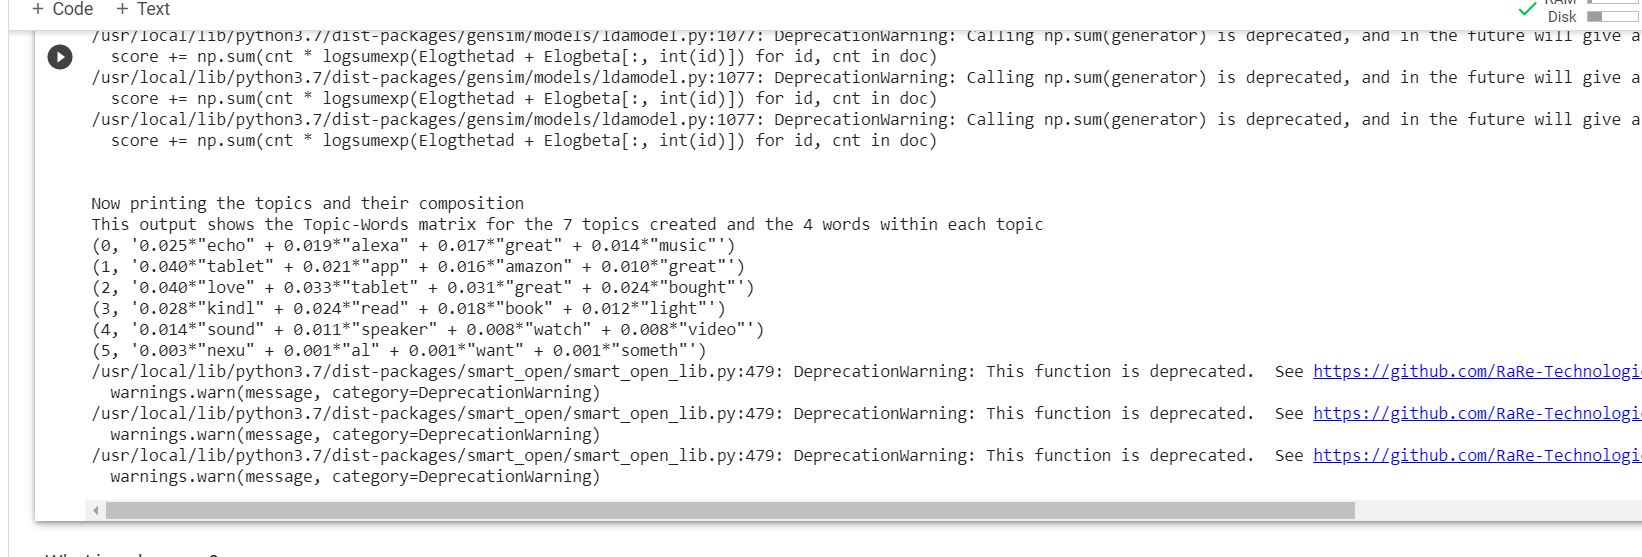 + Code + Text
RAM
Disk
/usr/local/lib/python3.7/dist-packages/gensim/models/ldamodel.py:1077: DeprecationWarning: Calling np.sum(generator) is deprecated, and in the future will give a
score += np.sum(cnt * logsumexp(Elogthetad + Elogbeta[:, int(id)]) for id, cnt in doc)
/usr/local/lib/python3.7/dist-packages/gensim/models/ldamodel.py:1077: DeprecationWarning: Calling np.sum(generator) is deprecated, and in the future will give a
score += np.sum(cnt * logsumexp(Elogthetad + Elogbeta[:, int(id)]) for id, cnt in doc)
/usr/local/lib/python3.7/dist-packages/gensim/models/ldamodel.py:1077: DeprecationWarning: Calling np.sum(generator) is deprecated, and in the future will give a
score += np.sum(cnt * logsumexp(Elogthetad + Elogbeta[:, int(id)]) for id, cnt in doc)
Now printing the topics and their composition
This output shows the Topic-Words matrix for the 7 topics created and the 4 words within each topic
(0, '0.025*"echo" + 0.019*"alexa" + 0.017*"great" + 0.014*"music"')
(1, '0.040*"tablet" + 0.021*"app" + 0.016*"amazon" + 0.010*"great"')
(2, '0.040*"love" + 0.033*"tablet" + 0.031*"great" + 0.024*"bought"')
(3, '0.028*"kindl" + 0.024*"read" + 0.018*"book" + 0.012*"light"')
(4, '0.014*"sound" + 0.011*"speaker" + 0.008*"watch" + 0.008*"video"')
(5, '0.003*"nexu" + 0.001*"al" + 0.001*"want" + 0.001*"someth"')
/usr/local/lib/python3.7/dist-packages/smart_open/smart_open_lib.py:479: DeprecationWarning: This function is deprecated.  See https://github.com/RaRe-Technologi
warnings.warn(message, category=DeprecationWarning)
/usr/local/lib/python3.7/dist-packages/smart_open/smart_open_lib.py:479: DeprecationWarning: This function is deprecated.  See https://github.com/RaRe-Technologi
warnings.warn(message, category=DeprecationWarning)
/usr/local/lib/python3.7/dist-packages/smart_open/smart_open_lib.py:479: DeprecationWarning: This function is deprecated.  See https://github.com/RaRe-Technologi
warnings.warn(message, category=DeprecationWarning)